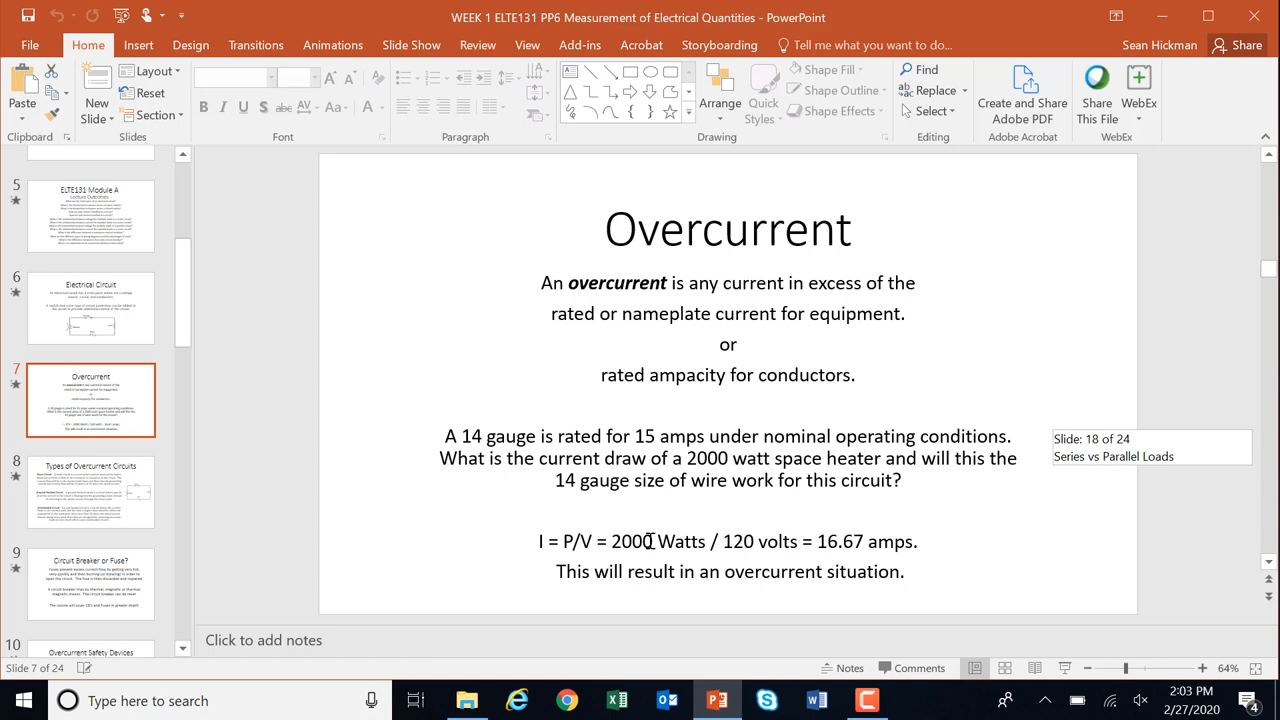 WEEK 1 ELTE131 PP6 Measurement of Electrical Quantities - PowerPoint
File Home Insert Design Transitions Animations Slide Show Review View Add-ins Acrobat Storyboarding Tell me what you want to do... Sean Hickman Share
Paste
Clipboard
New
Slide
Layout
Reset
Section
Slides
B I U S abc AV Aa A
Font
Paragraph
Arrange
Quick
Styles
Shape Fill
Shape Outline
Shape Effects
Drawing
Find
Replace
Select
Editing
Create and Share
Adobe PDF
Adobe Acrobat
Share
This File
WebEx
WebEx
5
ELTE131 Module A
Lecture Outcomes
6
Electrical Circuit
7
Overcurrent
8
Types of Overcurrent Circuits
9
Circuit Breaker or Fuse?
10
Overcurrent Safety Devices
Overcurrent
An overcurrent is any current in excess of the
rated or nameplate current for equipment.
or
rated ampacity for conductors.
A 14 gauge is rated for 15 amps under nominal operating conditions.
What is the current draw of a 2000 watt space heater and will this the
14 gauge size of wire work for this circuit?
I = P/V = 2000 Watts / 120 volts = 16.67 amps.
This will result in an overcurrent situation.
Slide: 18 of 24
Series vs Parallel Loads
Click to add notes
Slide 7 of 24
Notes
Comments
64%
Type here to search
2:03 PM
2/27/2020
4